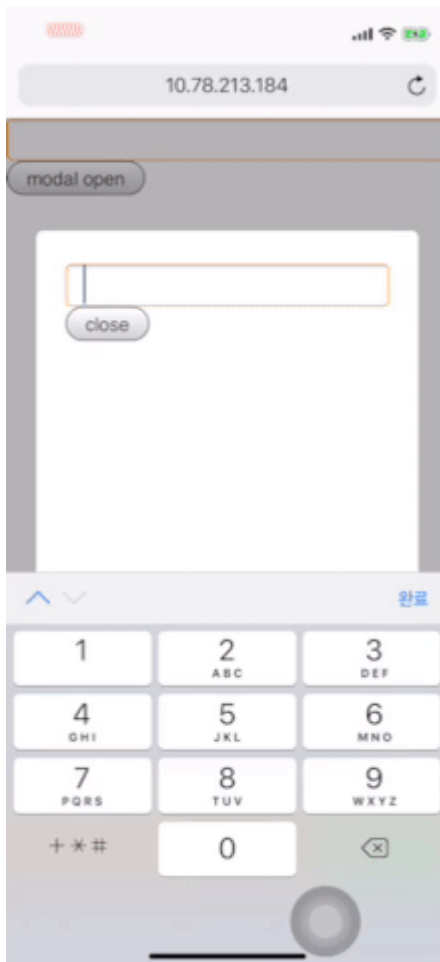 10.78.213.184
modal open
close
완료
1
2
ABC
3
DEF
4
GHI
5
JKL
6
MNO
7
PQRS
8
TUV
9
WXYZ
+ * #
0